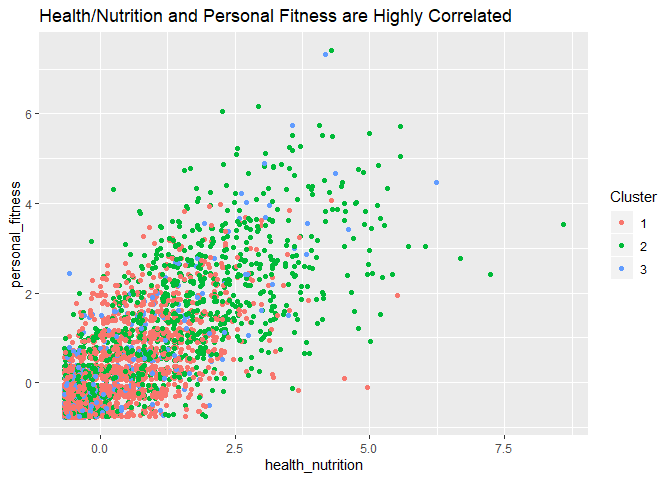 Health/Nutrition and Personal Fitness are Highly Correlated
personal_fitness
6
4
2
0
0.0 2.5 5.0 7.5
health_nutrition
Cluster
1
2
3